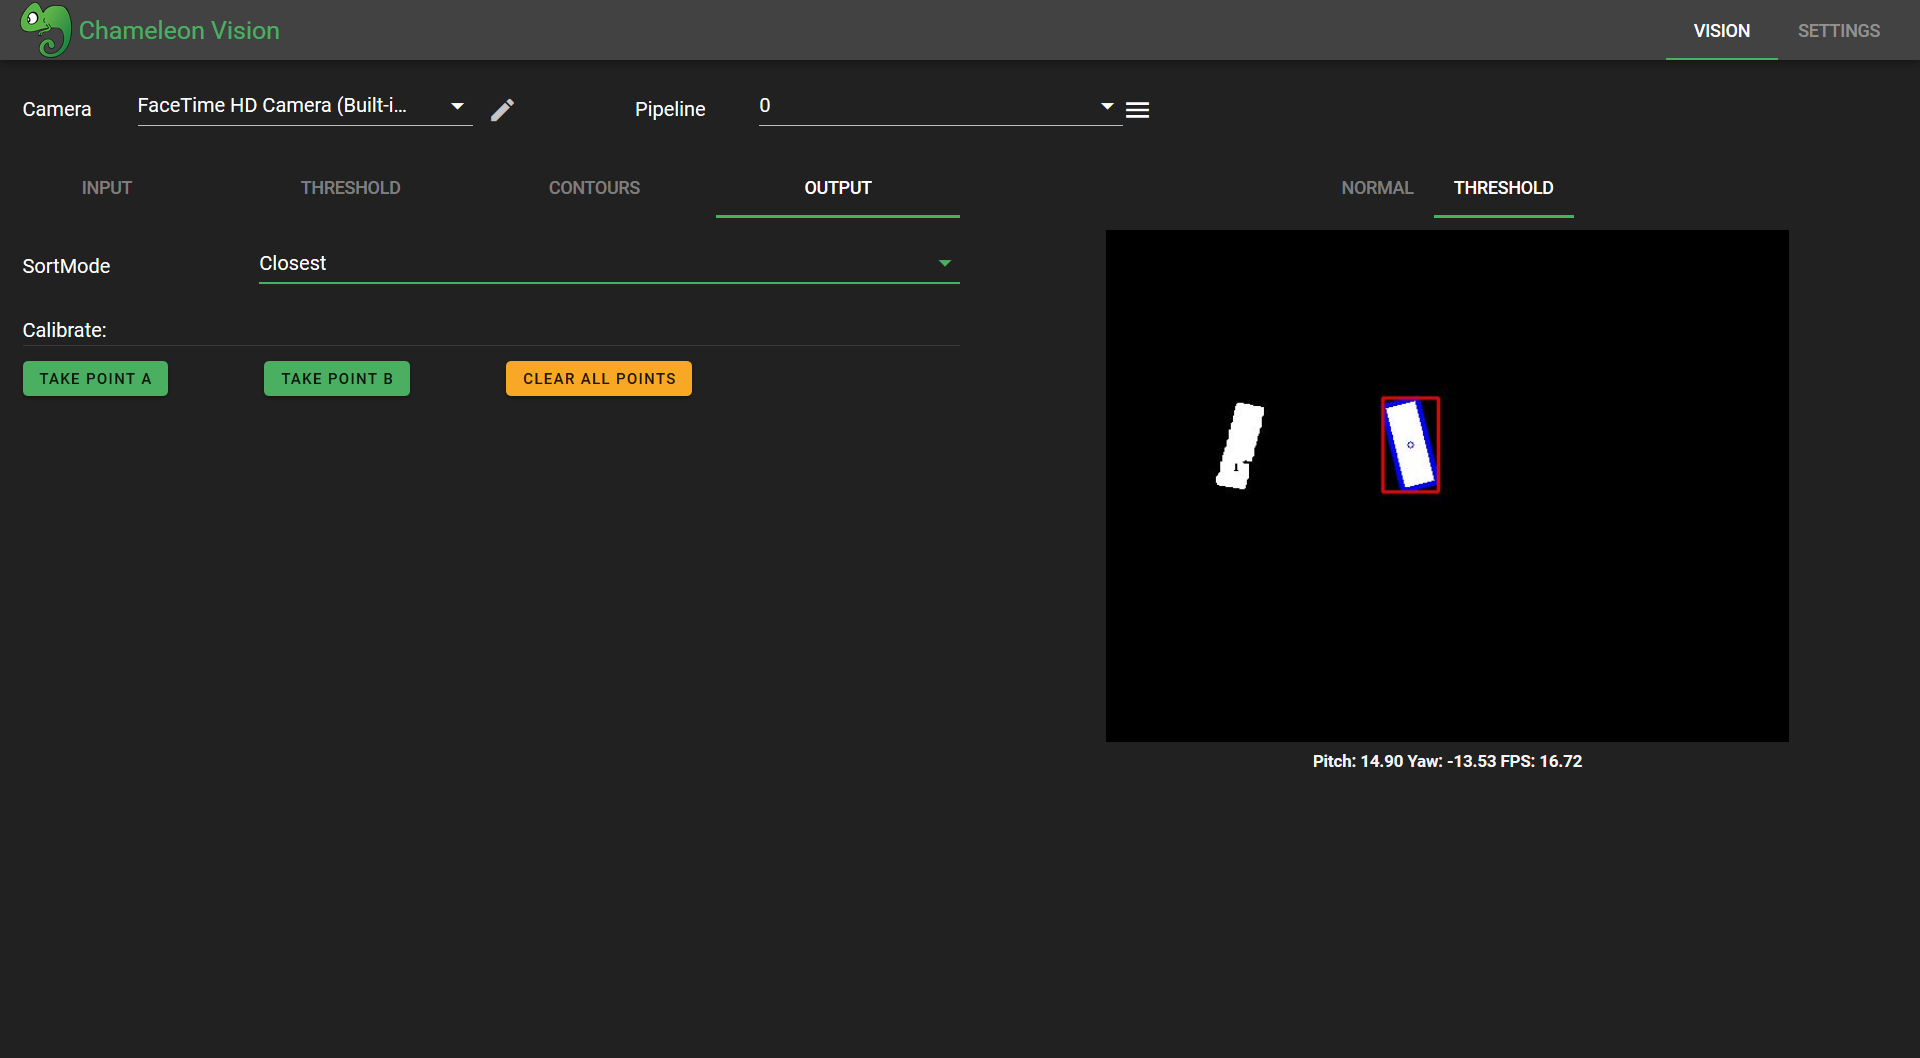 Chameleon Vision
VISION
SETTINGS
Camera
FaceTime HD Camera (Built-i...
Pipeline
0
INPUT
THRESHOLD
CONTOURS
OUTPUT
NORMAL
THRESHOLD
SortMode
Closest
Calibrate:
TAKE POINT A
TAKE POINT B
CLEAR ALL POINTS
Pitch: 14.90 Yaw: -13.53 FPS: 16.72